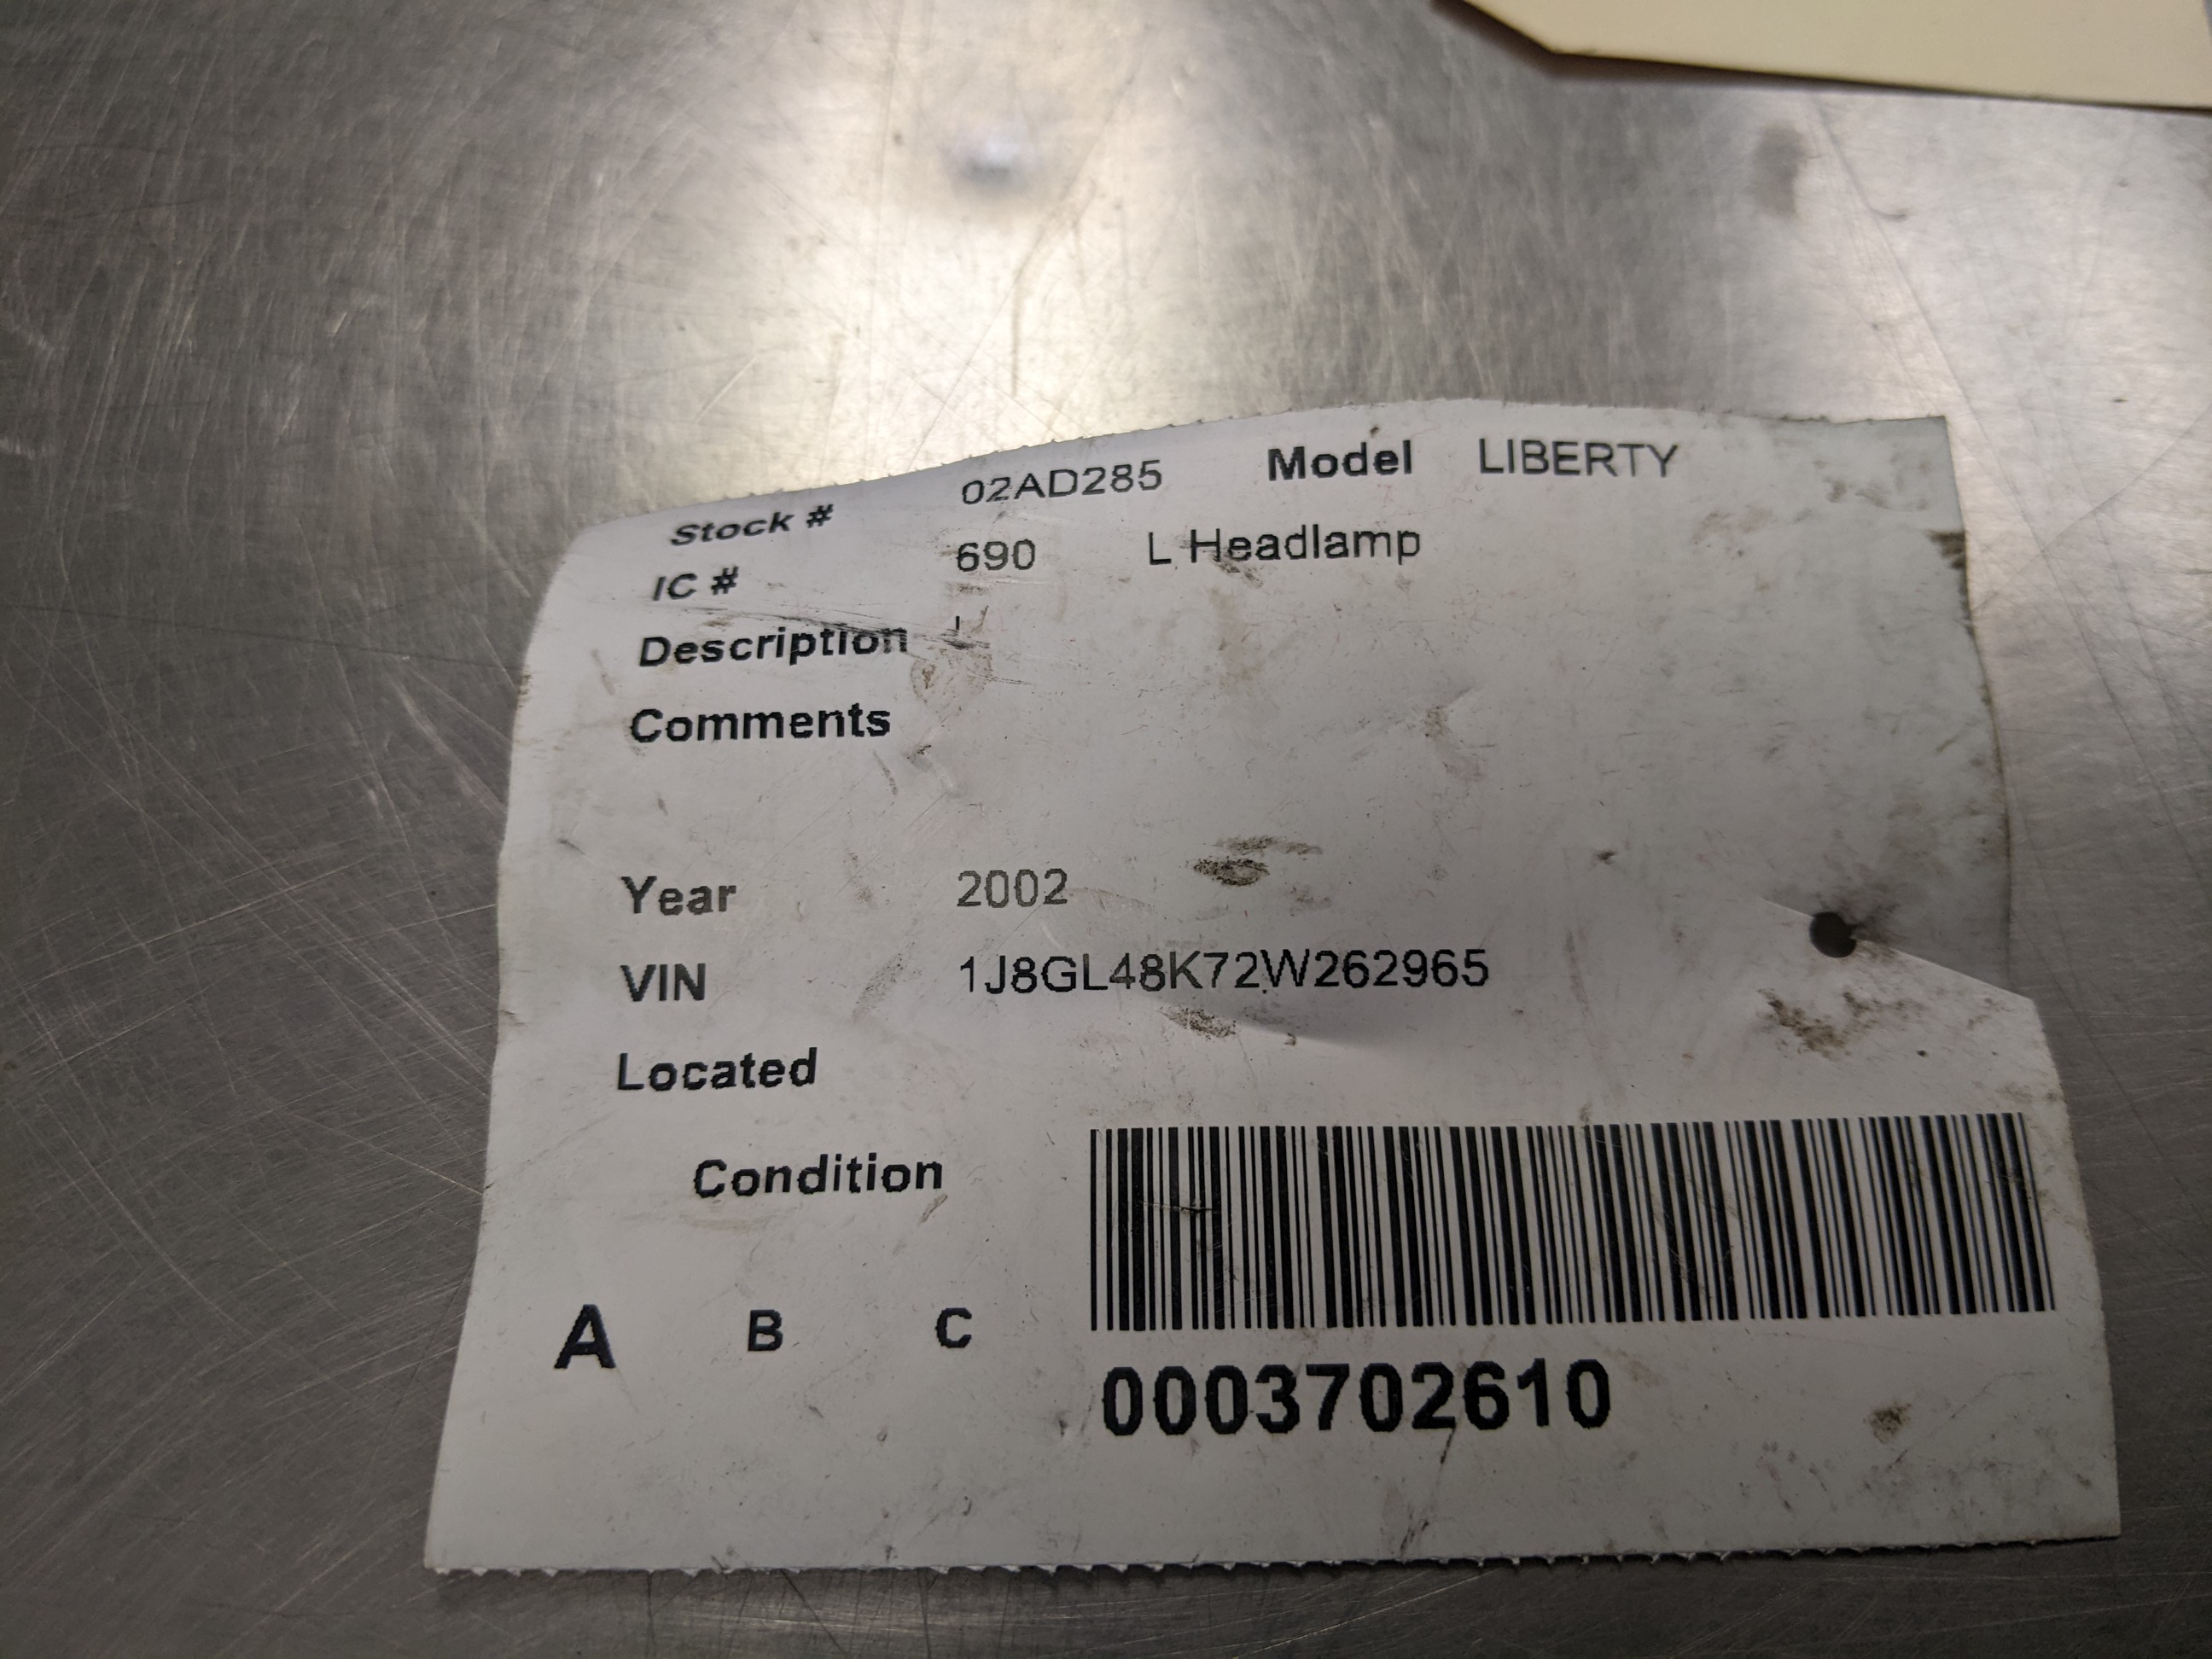 Stock # 02AD285 Model LIBERTY
IC # 690 L Headlamp
Description L
Comments
Year 2002
VIN 1J8GL48K72W262965
Located
Condition
A B C
0003702610